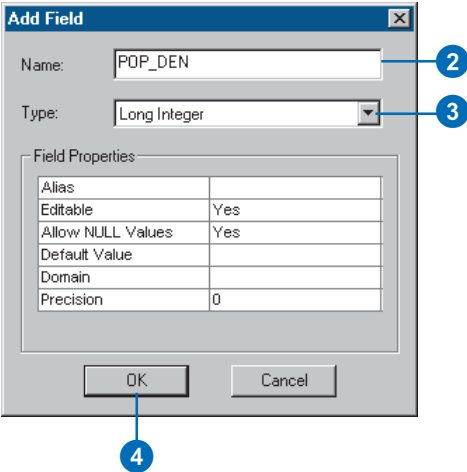 Add Field
Name: POP_DEN 2
Type: Long Integer 3
Field Properties
Alias
Editable Yes
Allow NULL Values Yes
Default Value
Domain
Precision 0
OK Cancel
4